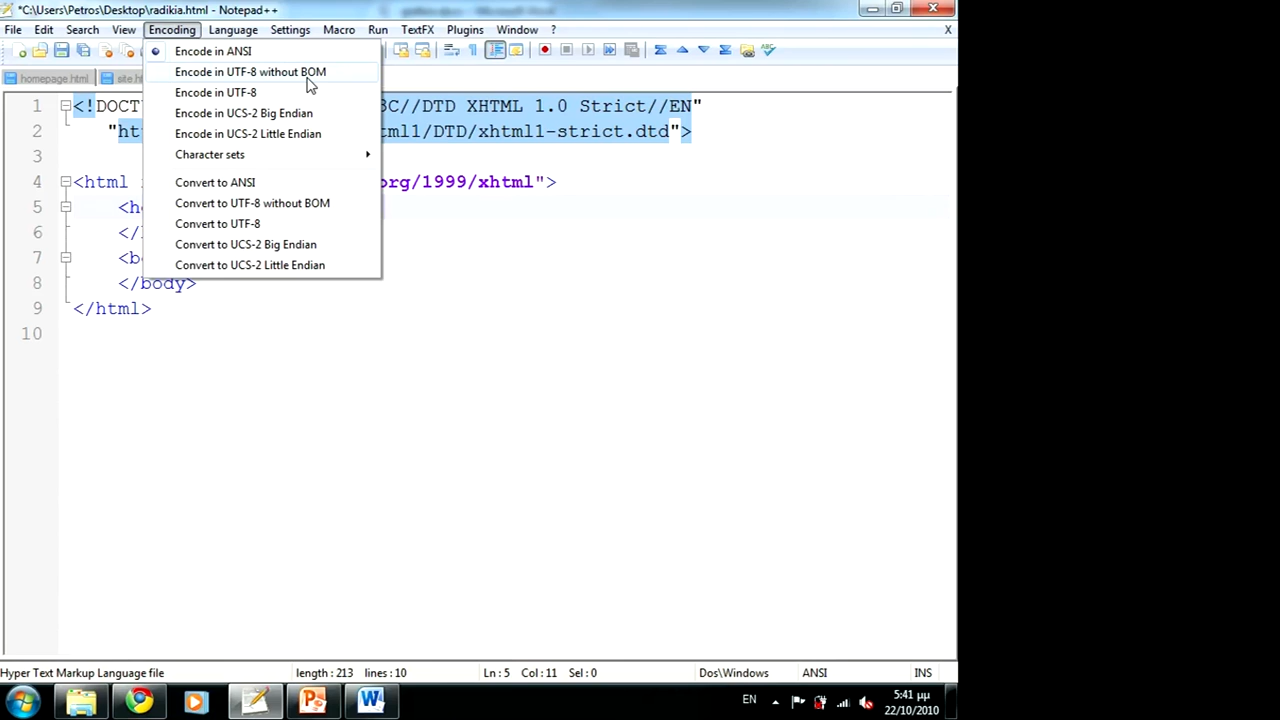 *C:\Users\Petros\Desktop\radikia.html - Notepad++
File Edit Search View Encoding Language Settings Macro Run TextFX Plugins Window ? X
homepage.html site.h
Encode in ANSI
Encode in UTF-8 without BOM
Encode in UTF-8
Encode in UCS-2 Big Endian
Encode in UCS-2 Little Endian
Character sets
Convert to ANSI
Convert to UTF-8 without BOM
Convert to UTF-8
Convert to UCS-2 Big Endian
Convert to UCS-2 Little Endian
1 <!DOCT C//DTD XHTML 1.0 Strict//EN"
2 "ht tml1/DTD/xhtml1-strict.dtd">
3
4 <html org/1999/xhtml">
5 <he
6 </
7 <b
8 </body>
9 </html>
10
Hyper Text Markup Language file length : 213 lines : 10 Ln : 5 Col : 11 Sel : 0 Dos\Windows ANSI INS
EN 5:41 μμ
22/10/2010